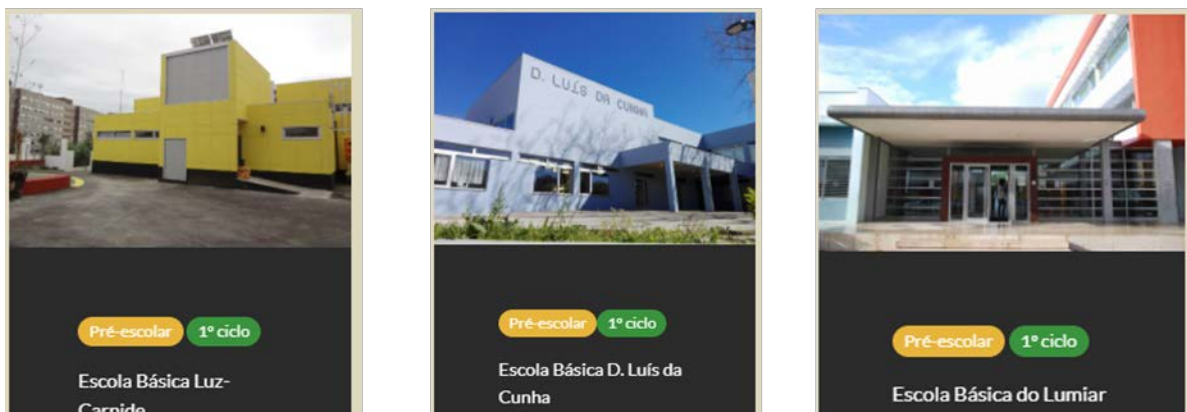 Pré-escolar 1º ciclo
Escola Básica Luz-
Carnide
D. LUÍS DA CUNHA
Pré-escolar 1º ciclo
Escola Básica D. Luís da
Cunha
Pré-escolar 1º ciclo
Escola Básica do Lumiar